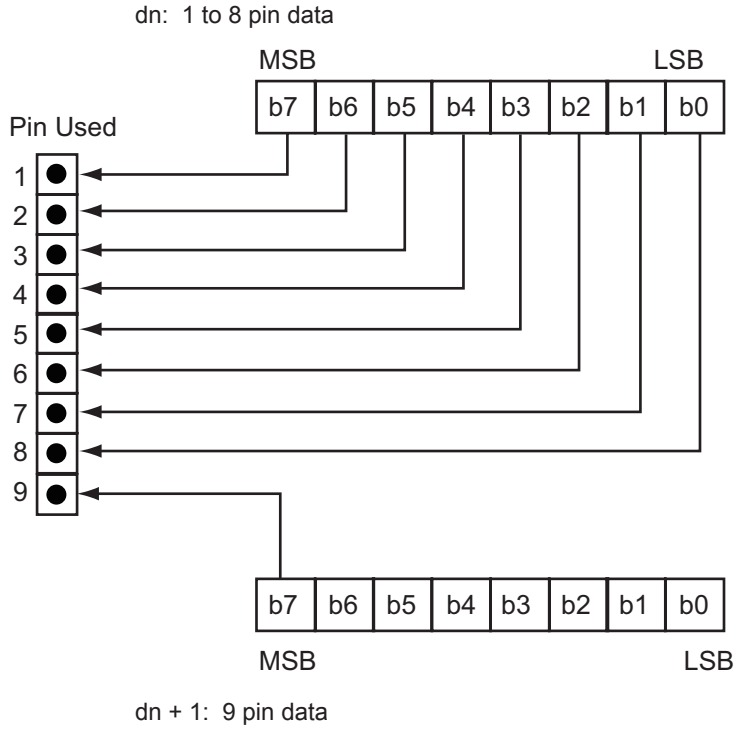 dn: 1 to 8 pin data
MSB LSB
b7 b6 b5 b4 b3 b2 b1 b0
Pin Used
1
2
3
4
5
6
7
8
9
b7 b6 b5 b4 b3 b2 b1 b0
MSB LSB
dn + 1: 9 pin data